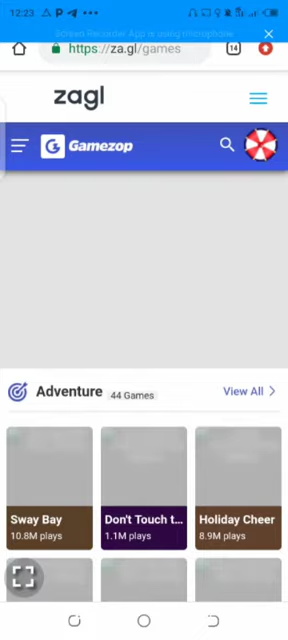 12:23
Screen Recorder App is using microphone
https://za.gl/games
14
zagl
G Gamezop
Adventure 44 Games View All
Sway Bay
10.8M plays
Don't Touch t...
1.1M plays
Holiday Cheer
8.9M plays